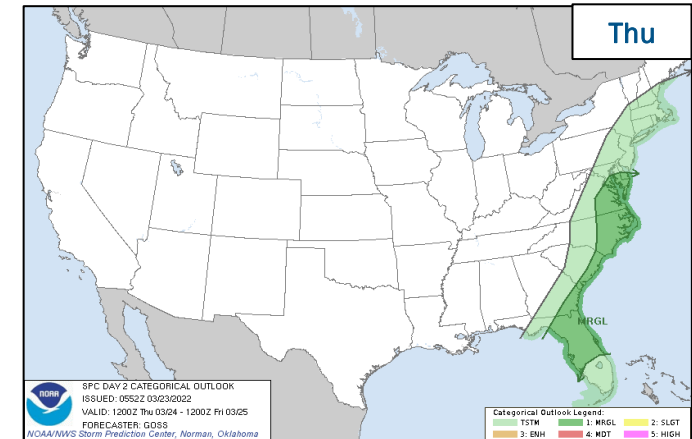 Thu
MRGL
NOAA
SPC DAY 2 CATEGORICAL OUTLOOK
ISSUED: 0552Z 03/23/2022
VALID: 1200Z Thu 03/24 - 1200Z Fri 03/25
FORECASTER: GOSS
NOAA/NWS Storm Prediction Center, Norman, Oklahoma
Categorical Outlook Legend:
TSTM 1: MRGL 2: SLGT
3: ENH 4: MDT 5: HIGH